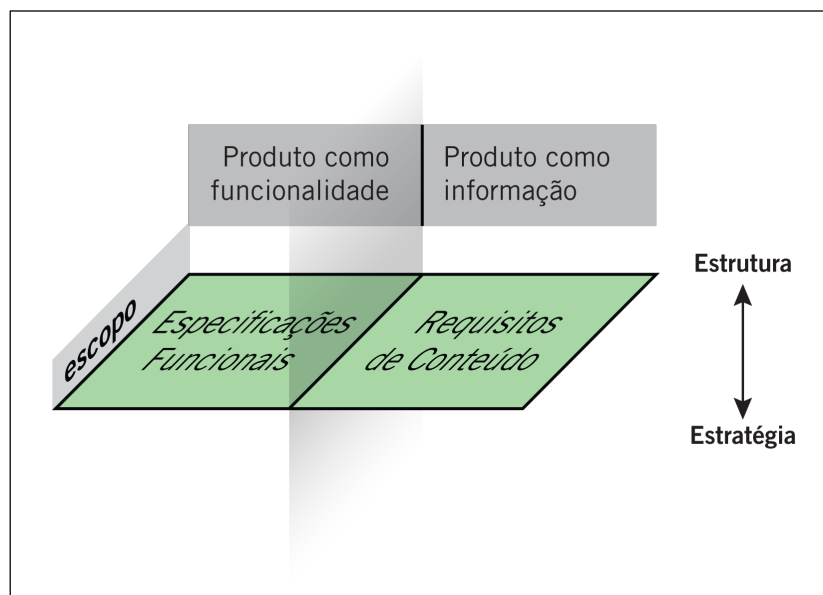 Produto como
funcionalidade
Produto como
informação
Estrutura
escopo
Especificações
Funcionais
Requisitos
de Conteúdo
Estratégia